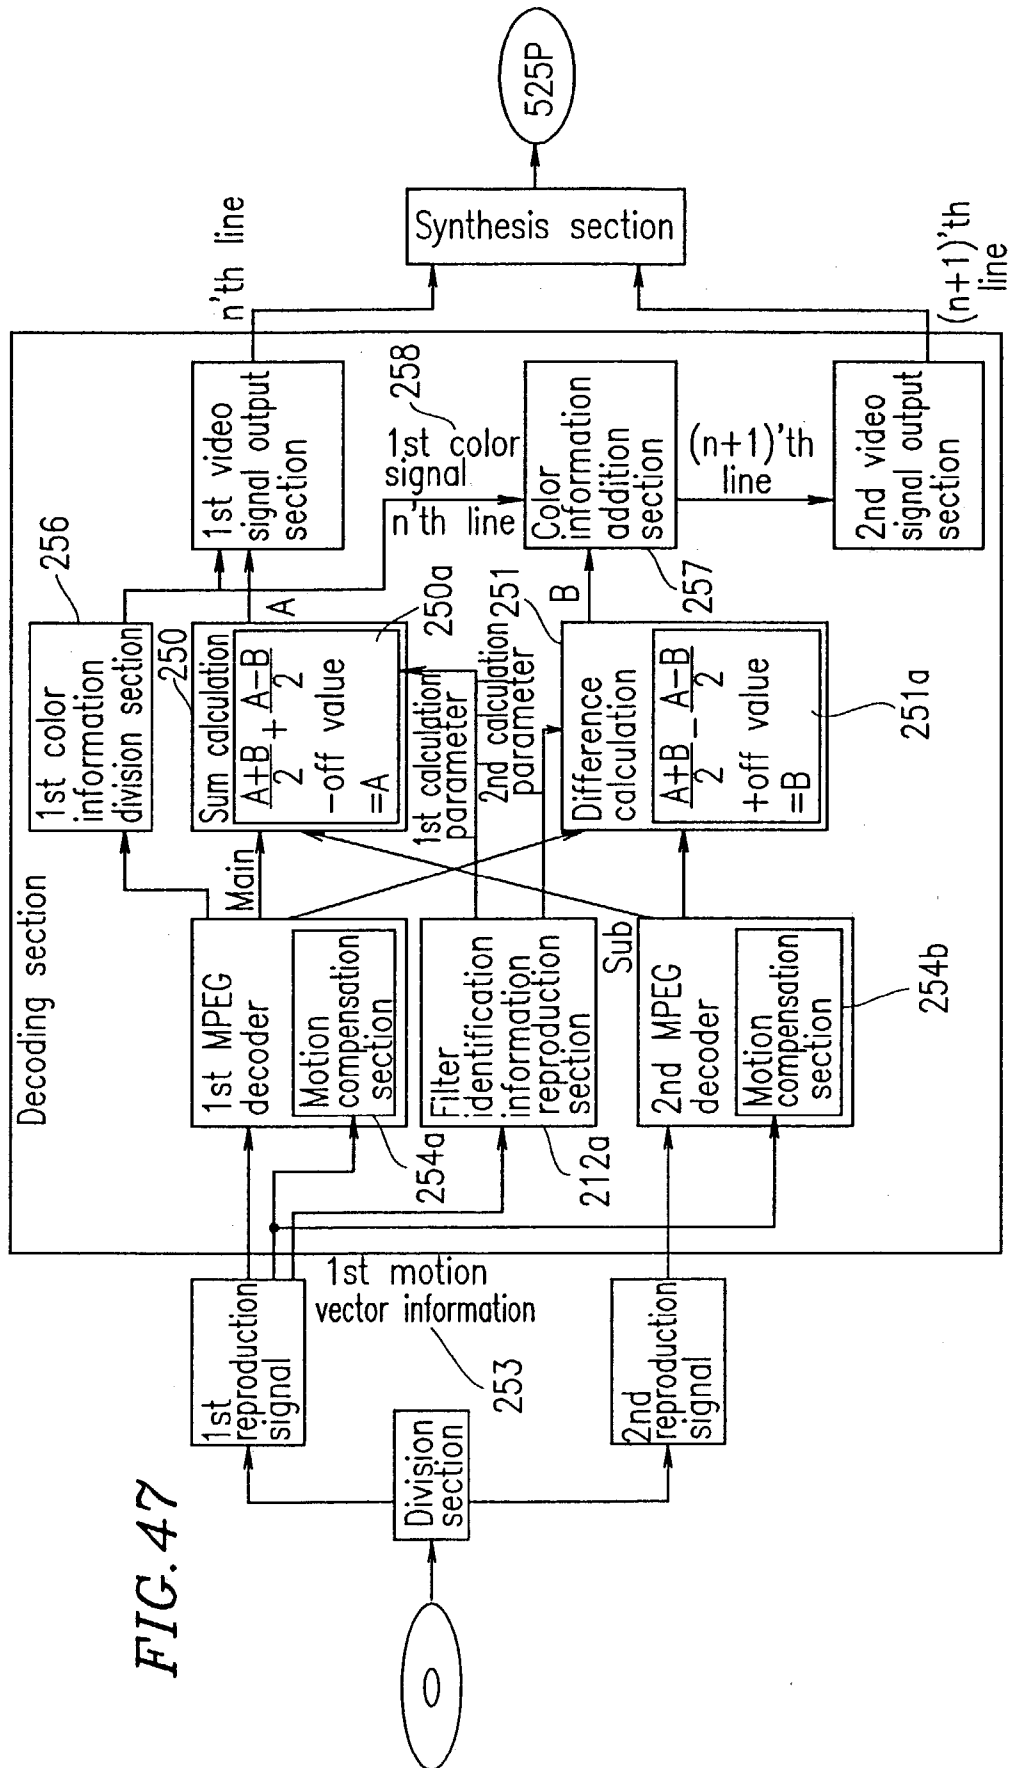 FIG.47
Division
section
1st
reproduction
signal
2nd
reproduction
signal
1st motion
vector information
253
Decoding section
1st MPEG
decoder
Motion
compensation
section
254a
Filter
identification
information
reproduction
section
212a
2nd MPEG
decoder
Motion
compensation
section
254b
Main
Sub
1st color
information
division section
256
250
Sum calculation
A+B/2 + A-B/2
-off value
=A
250a
1st calculation
parameter
2nd calculation
parameter
251
Difference
calculation
A+B/2 - A-B/2
+off value
=B
251a
A
B
1st video
signal output
section
258
1st color
signal
n'th line
Color
information
addition
section
257
(n+1)'th
line
2nd video
signal output
section
n'th line
(n+1)'th
line
Synthesis section
525P